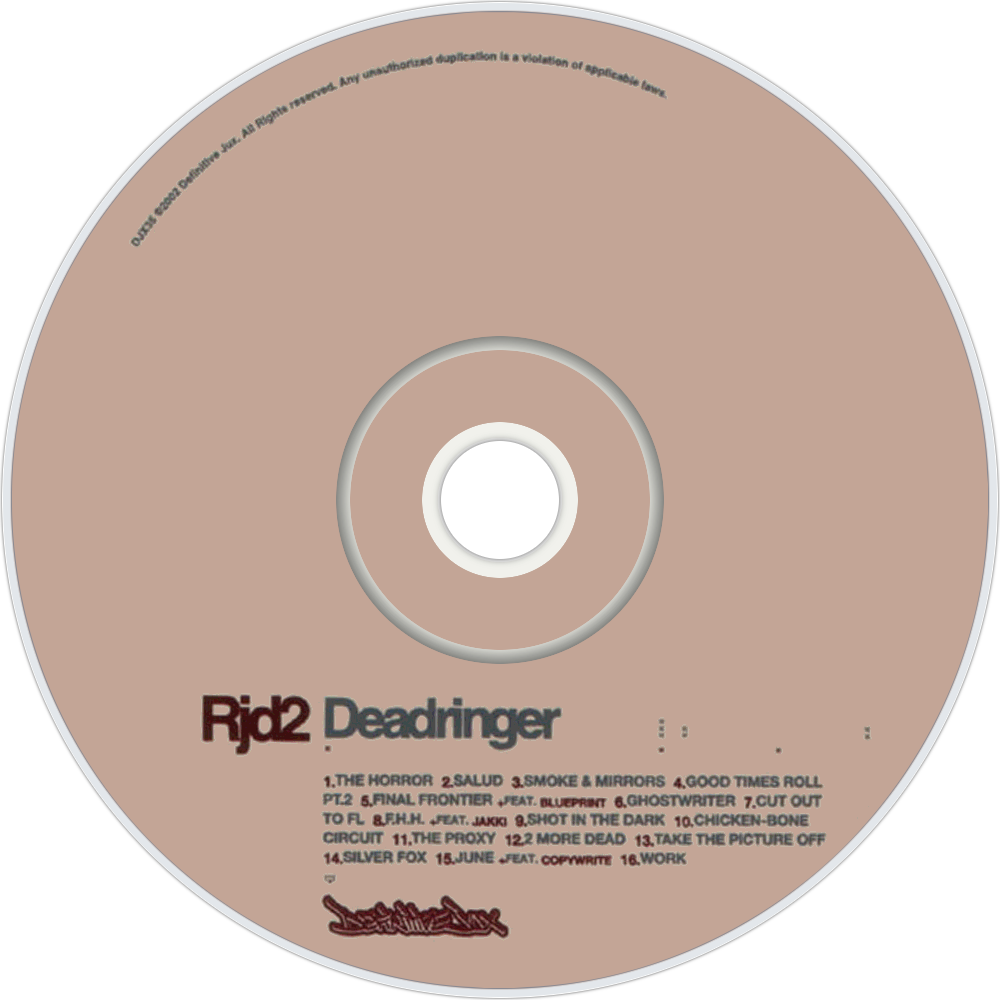 DJX35 ©2002 Definitive Jux. All Rights reserved. Any unauthorized duplication is a violation of applicable laws.
Rjd2 Deadringer
1.THE HORROR 2.SALUD 3.SMOKE & MIRRORS 4.GOOD TIMES ROLL
PT.2 5.FINAL FRONTIER +FEAT. BLUEPRINT 6.GHOSTWRITER 7.CUT OUT
TO FL 8.F.H.H. +FEAT. JAKKI 9.SHOT IN THE DARK 10.CHICKEN-BONE
CIRCUIT 11.THE PROXY 12.2 MORE DEAD 13.TAKE THE PICTURE OFF
14.SILVER FOX 15.JUNE +FEAT. COPYWRITE 16.WORK
DEFINITIVE JUX